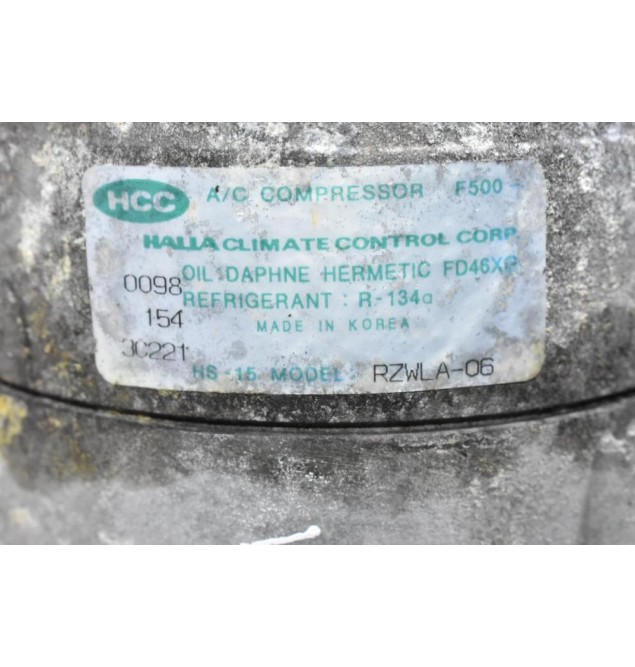 HCC A/C COMPRESSOR F500
HALLA CLIMATE CONTROL CORP.
OIL DAPHNE HERMETIC FD46XG
0098 REFRIGERANT : R-134a
154 MADE IN KOREA
3C221 HS-15 MODEL: RZWLA-06